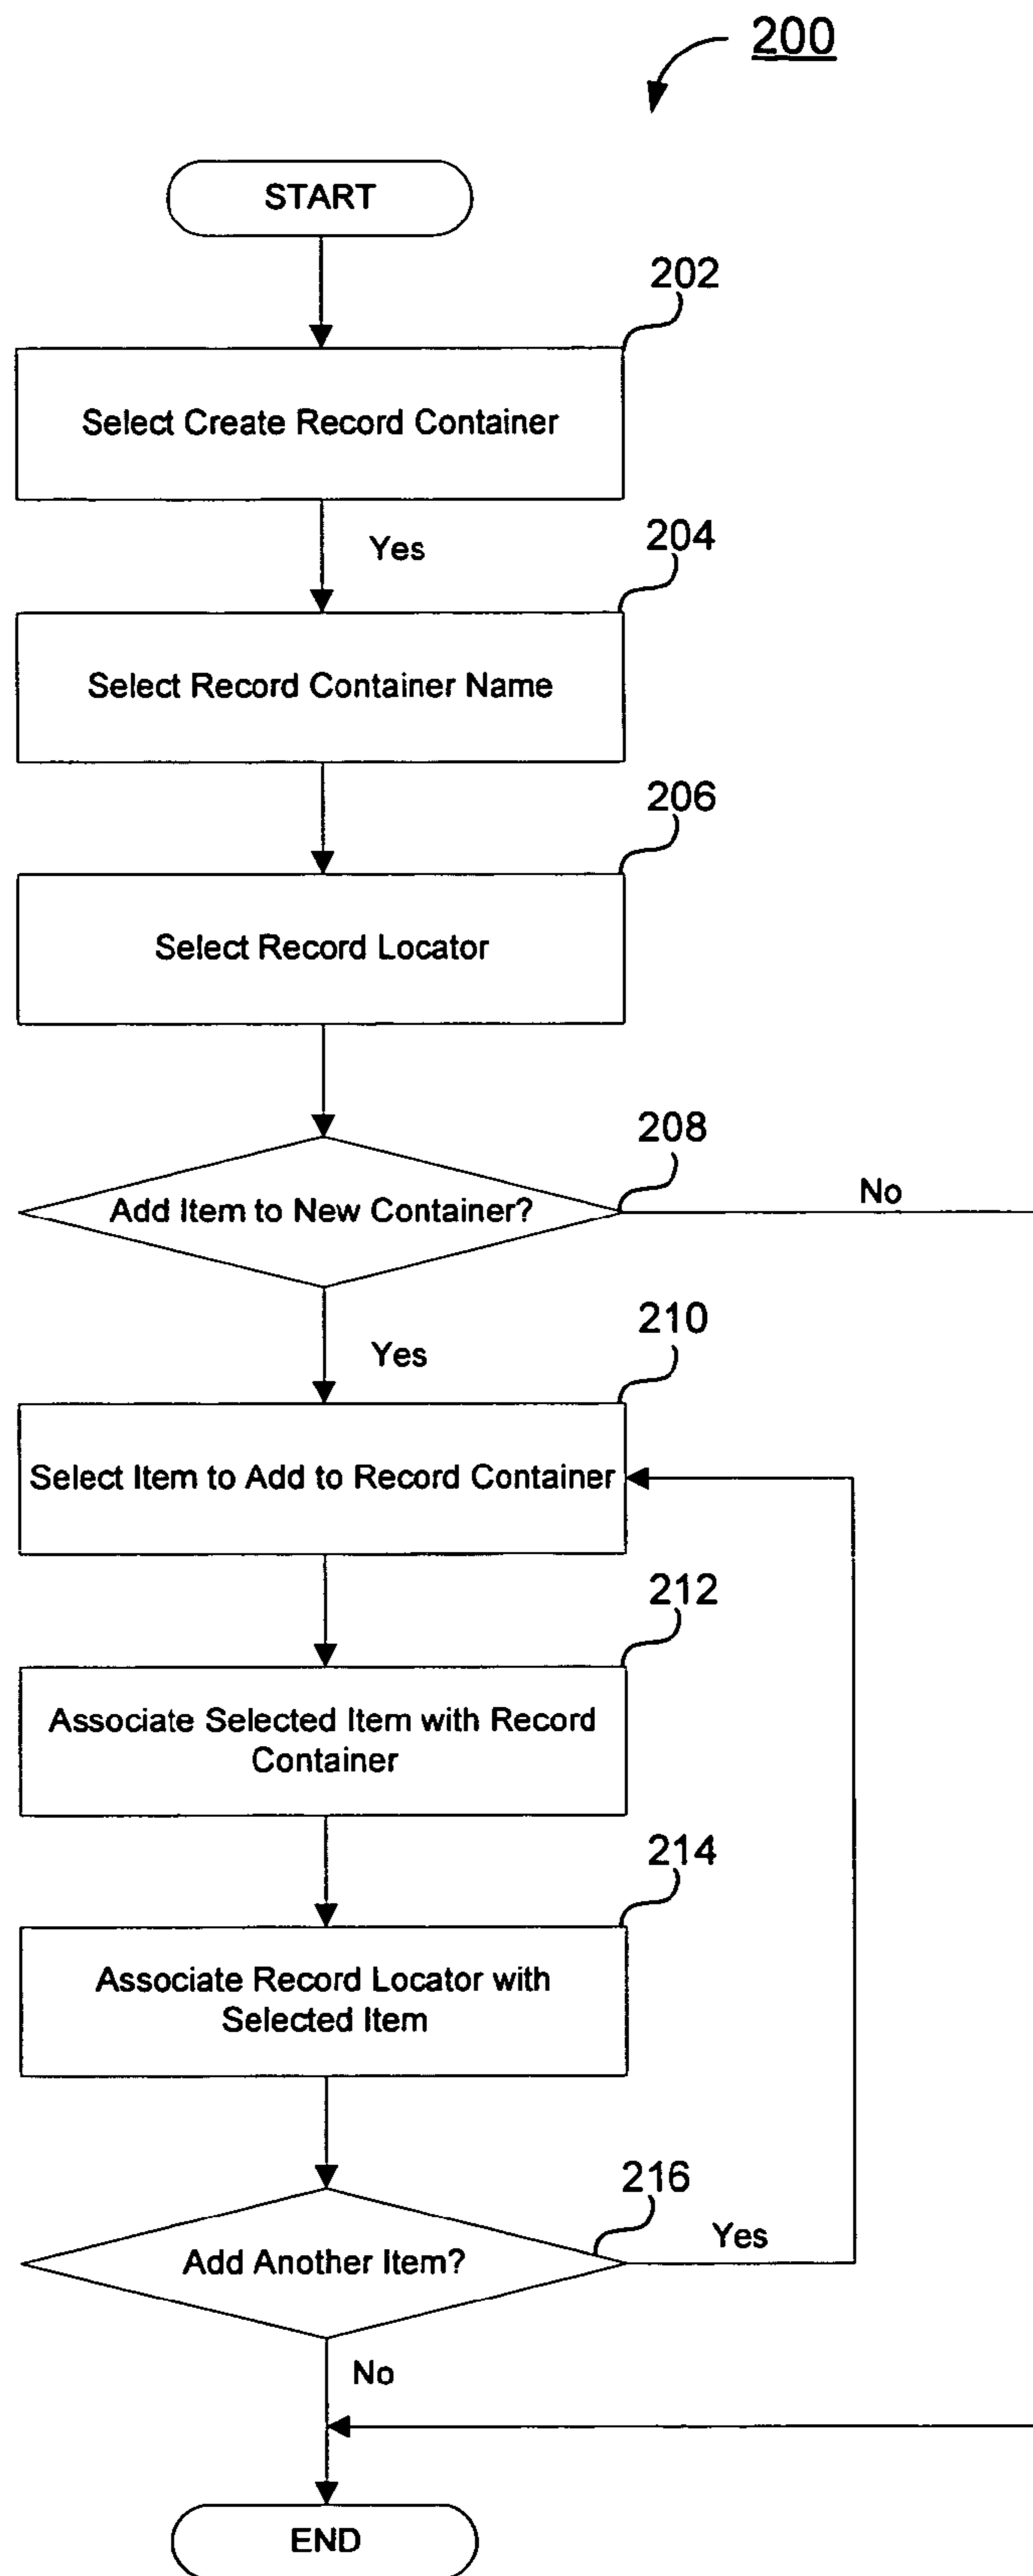 200
START
202
Select Create Record Container
Yes
204
Select Record Container Name
206
Select Record Locator
208
Add Item to New Container?
No
210
Yes
Select Item to Add to Record Container
212
Associate Selected Item with Record
Container
214
Associate Record Locator with
Selected Item
216
Add Another Item?
Yes
No
END